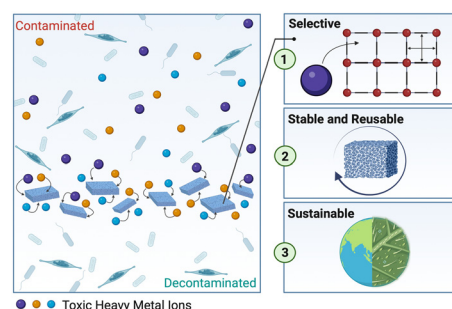 Contaminated
Decontaminated
Toxic Heavy Metal Ions
Selective
1
Stable and Reusable
2
Sustainable
3